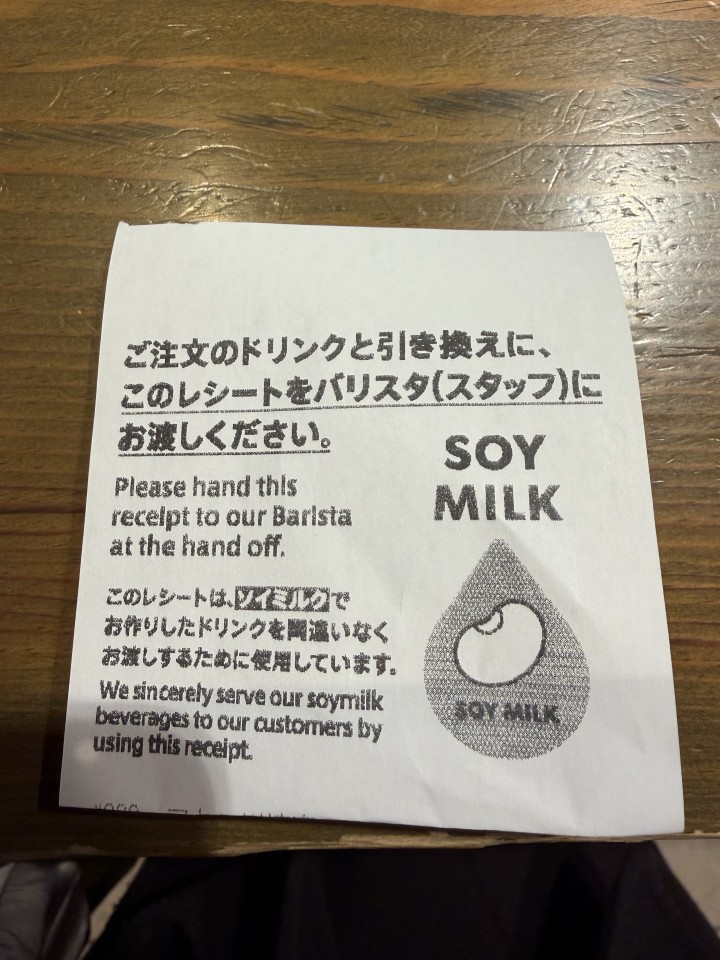 ご注文のドリンクと引き換えに、
このレシートをバリスタ(スタッフ)に
お渡しください。
Please hand this
receipt to our Barista
at the hand off.
SOY
MILK
このレシートは、ソイミルクで
お作りしたドリンクを間違いなく
お渡しするために使用しています。
We sincerely serve our soymilk
beverages to our customers by
using this receipt.
SOY MILK